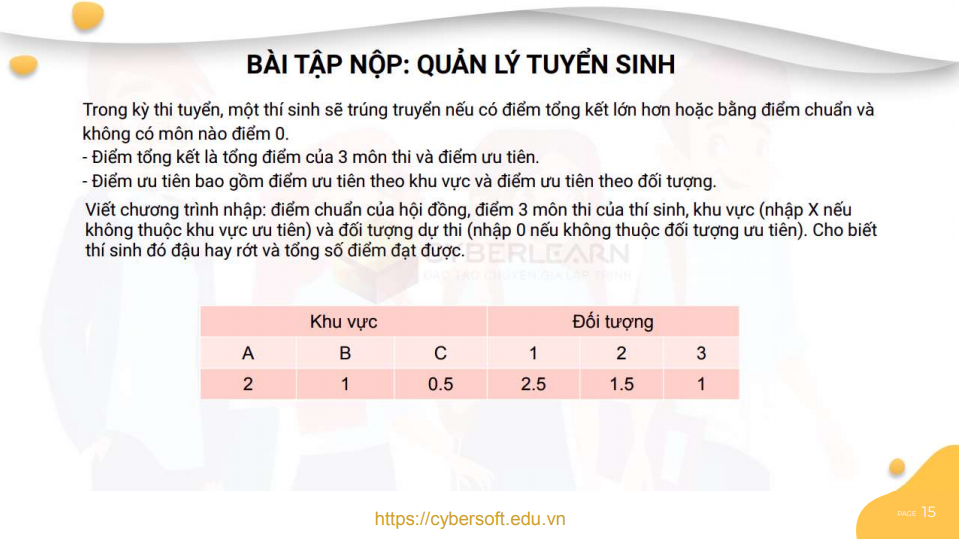 BÀI TẬP NỘP: QUẢN LÝ TUYỂN SINH
Trong kỳ thi tuyển, một thí sinh sẽ trúng truyển nếu có điểm tổng kết lớn hơn hoặc bằng điểm chuẩn và
không có môn nào điểm 0.
- Điểm tổng kết là tổng điểm của 3 môn thi và điểm ưu tiên.
- Điểm ưu tiên bao gồm điểm ưu tiên theo khu vực và điểm ưu tiên theo đối tượng.
Viết chương trình nhập: điểm chuẩn của hội đồng, điểm 3 môn thi của thí sinh, khu vực (nhập X nếu
không thuộc khu vực ưu tiên) và đối tượng dự thi (nhập 0 nếu không thuộc đối tượng ưu tiên). Cho biết
thí sinh đó đậu hay rớt và tổng số điểm đạt được.
CYBERLEARN
ĐÀO TẠO CHUYÊN GIA LẬP TRÌNH
Khu vực Đối tượng
A B C 1 2 3
2 1 0.5 2.5 1.5 1
PAGE 15
https://cybersoft.edu.vn